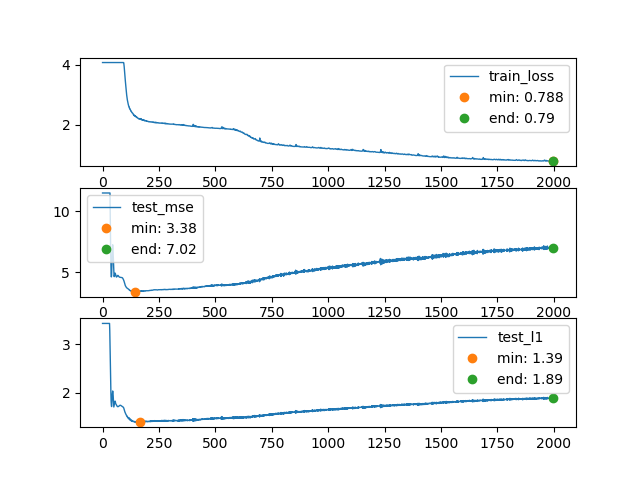 4
2
train_loss
min: 0.788
end: 0.79
0 250 500 750 1000 1250 1500 1750 2000
10
5
test_mse
min: 3.38
end: 7.02
0 250 500 750 1000 1250 1500 1750 2000
3
2
test_l1
min: 1.39
end: 1.89
0 250 500 750 1000 1250 1500 1750 2000